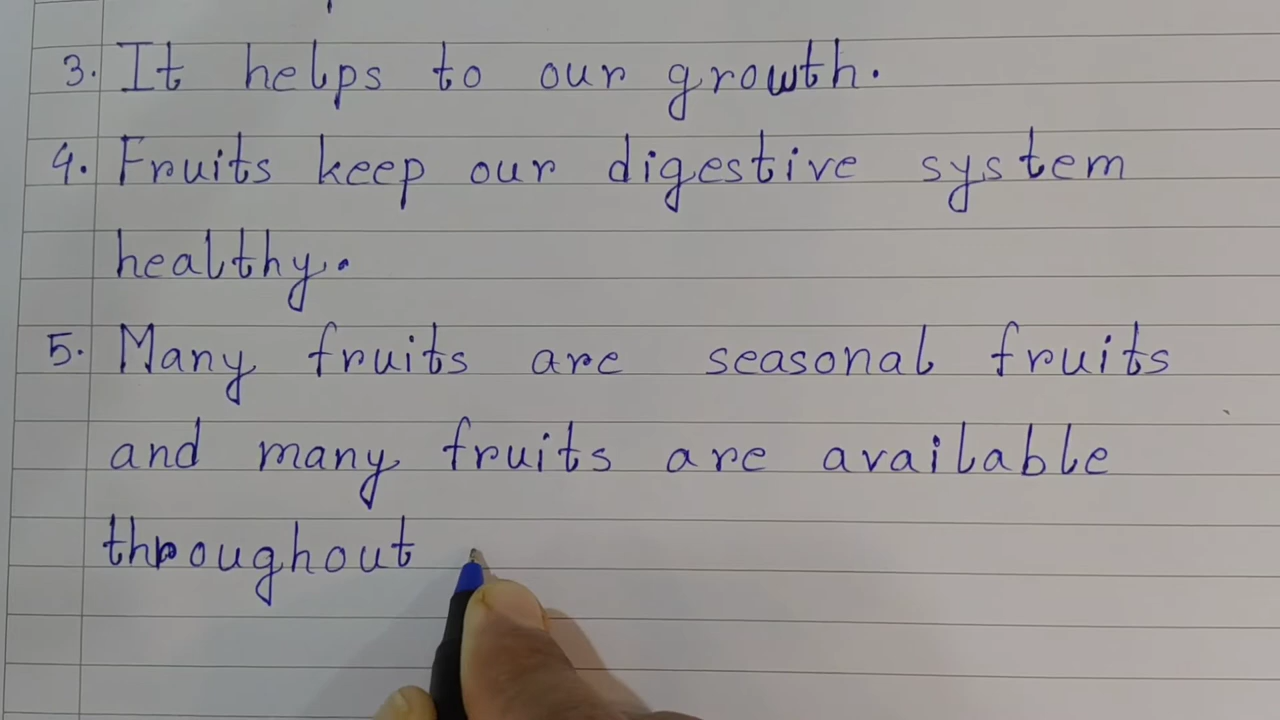 3. It helps to our growth.
4. Fruits keep our digestive system
healthy.
5. Many fruits are seasonal fruits
and many fruits are available
throughout